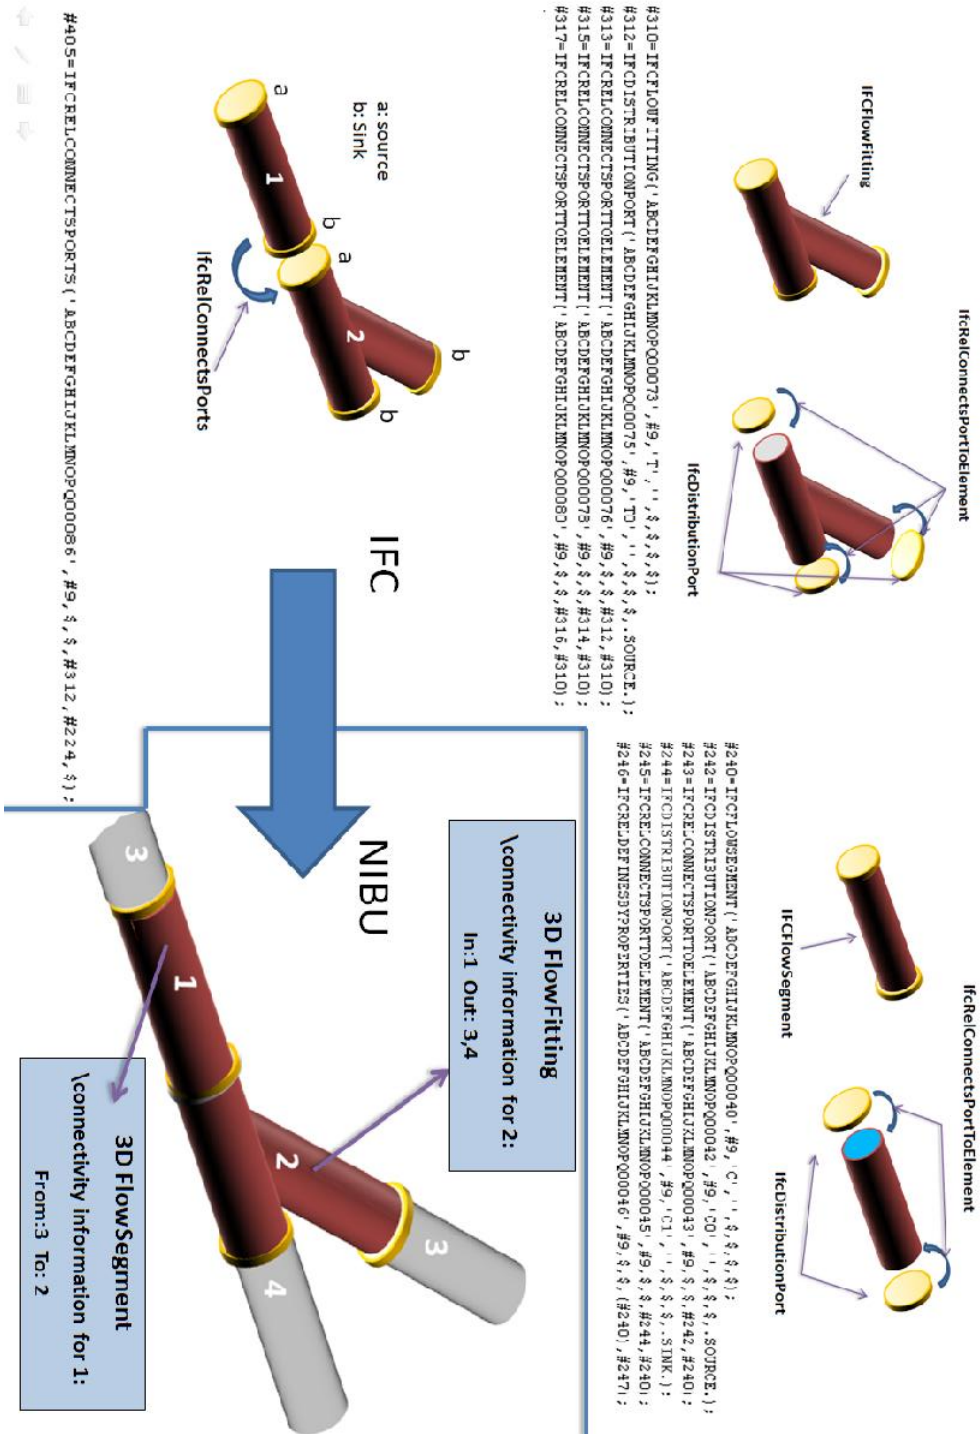 IfcRelConnectsPortToElement
IFCFlowFitting
IfcDistributionPort
#310=IFCFLOWFITTING('ABCDEFGHIJKLMNOPQ00073',#9,'T','',$,$,$,$);
#312=IFCDISTRIBUTIONPORT('ABCDEFGHIJKLMNOPQ00075',#9,'T0','',$,$,$,.SOURCE.);
#313=IFCRELCONNECTSPORTTOELEMENT('ABCDEFGHIJKLMNOPQ00076',#9,$,$,#312,#310);
#315=IFCRELCONNECTSPORTTOELEMENT('ABCDEFGHIJKLMNOPQ00078',#9,$,$,#314,#310);
#317=IFCRELCONNECTSPORTTOELEMENT('ABCDEFGHIJKLMNOPQ00080',#9,$,$,#316,#310);
IfcRelConnectsPortToElement
IFCFlowSegment
IfcDistributionPort
#240=IFCFLOWSEGMENT('ABCDEFGHIJKLMNOPQ00040',#9,'C','',$,$,$,$);
#242=IFCDISTRIBUTIONPORT('ABCDEFGHIJKLMNOPQ00042',#9,'C0','',$,$,$,.SOURCE.);
#243=IFCRELCONNECTSPORTTOELEMENT('ABCDEFGHIJKLMNOPQ00043',#9,$,$,#242,#240);
#244=IFCDISTRIBUTIONPORT('ABCDEFGHIJKLMNOPQ00044',#9,'C1','',$,$,$,.SINK.);
#245=IFCRELCONNECTSPORTTOELEMENT('ABCDEFGHIJKLMNOPQ00045',#9,$,$,#244,#240);
#246=IFCRELDEFINESBYPROPERTIES('ABCDEFGHIJKLMNOPQ00046',#9,$,$,(#240),#247);
a: source
b: Sink
a
1
b
a
2
b
b
IfcRelConnectsPorts
#405=IFCRELCONNECTSPORTS('ABCDEFGHIJKLMNOPQ00086',#9,$,$,#312,#224,$);
IFC
NIBU
3D FlowFitting
\connectivity information for 2:
In:1 Out: 3,4
3
1
2
3
4
3D FlowSegment
\connectivity information for 1:
From:3 To: 2